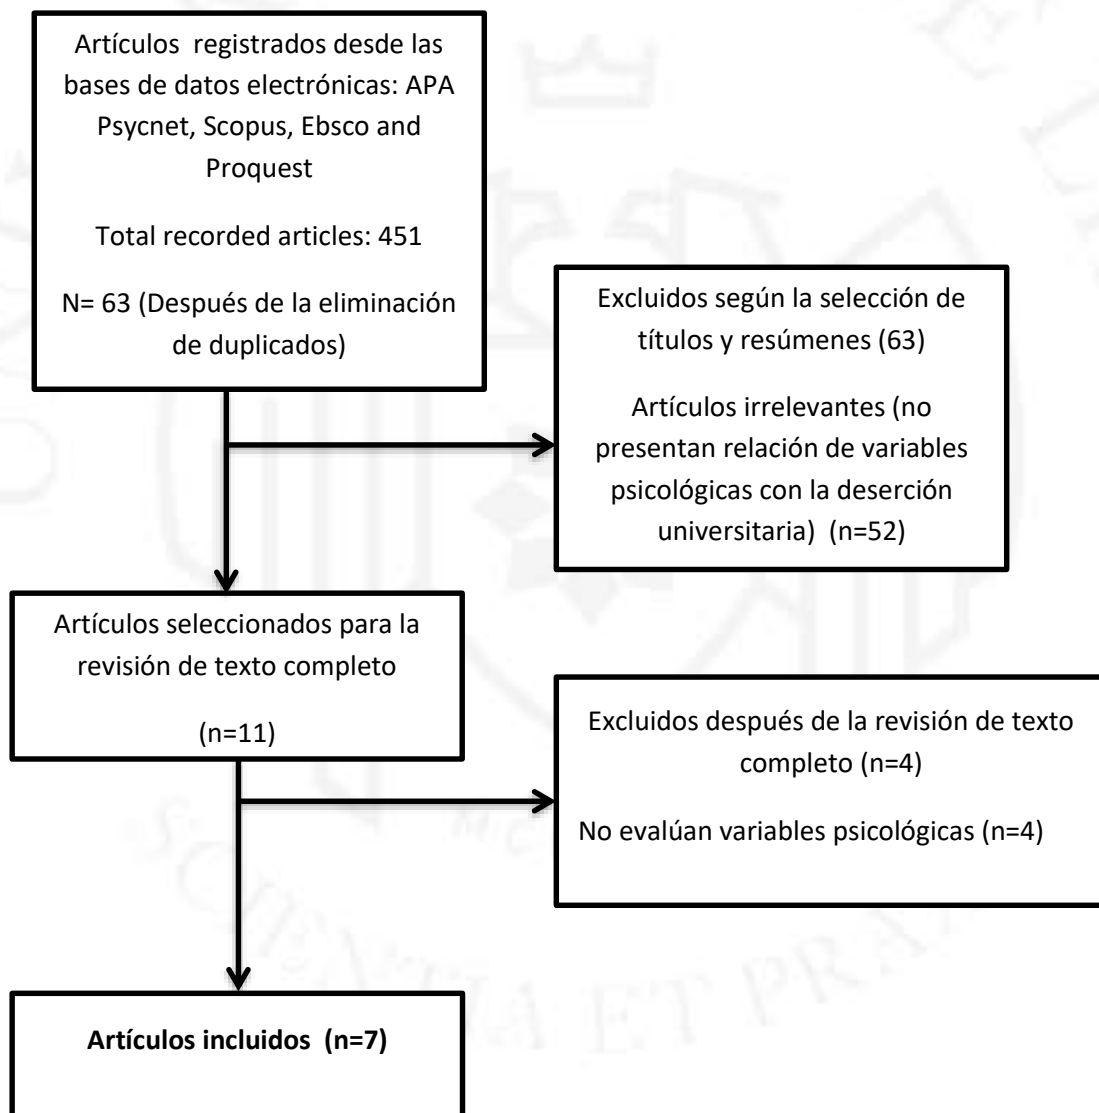 Artículos registrados desde las
bases de datos electrónicas: APA
Psycnet, Scopus, Ebsco and
Proquest
Total recorded articles: 451
N= 63 (Después de la eliminación
de duplicados)
Excluidos según la selección de
títulos y resúmenes (63)
Artículos irrelevantes (no
presentan relación de variables
psicológicas con la deserción
universitaria) (n=52)
Artículos seleccionados para la
revisión de texto completo
(n=11)
Excluidos después de la revisión de texto
completo (n=4)
No evalúan variables psicológicas (n=4)
Artículos incluidos (n=7)